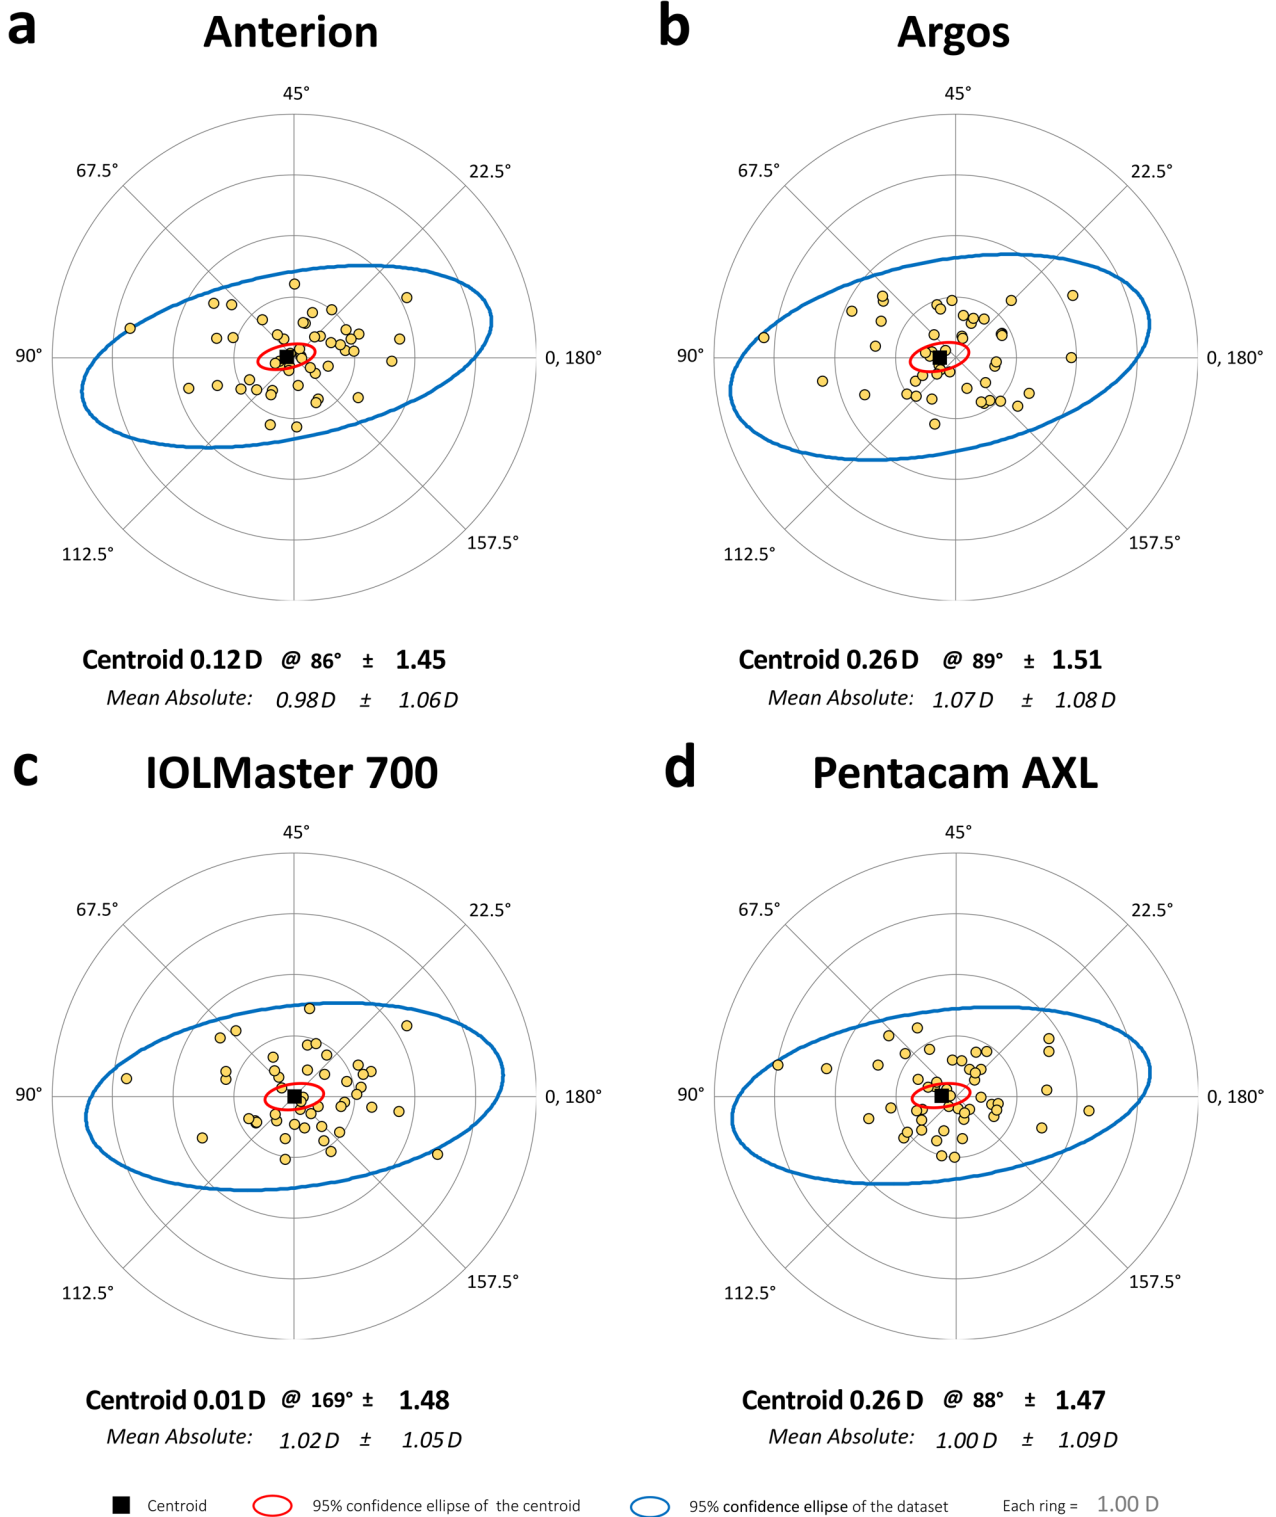 a Anterion
b Argos
45°
45°
67.5°
22.5°
67.5°
22.5°
90°
0, 180°
90°
0, 180°
112.5°
157.5°
112.5°
157.5°
Centroid 0.12 D @ 86° ± 1.45
Mean Absolute: 0.98 D ± 1.06 D
Centroid 0.26 D @ 89° ± 1.51
Mean Absolute: 1.07 D ± 1.08 D
c IOLMaster 700
d Pentacam AXL
45°
45°
67.5°
22.5°
67.5°
22.5°
90°
0, 180°
90°
0, 180°
112.5°
157.5°
112.5°
157.5°
Centroid 0.01 D @ 169° ± 1.48
Mean Absolute: 1.02 D ± 1.05 D
Centroid 0.26 D @ 88° ± 1.47
Mean Absolute: 1.00 D ± 1.09 D
Centroid 95% confidence ellipse of the centroid 95% confidence ellipse of the dataset Each ring = 1.00 D